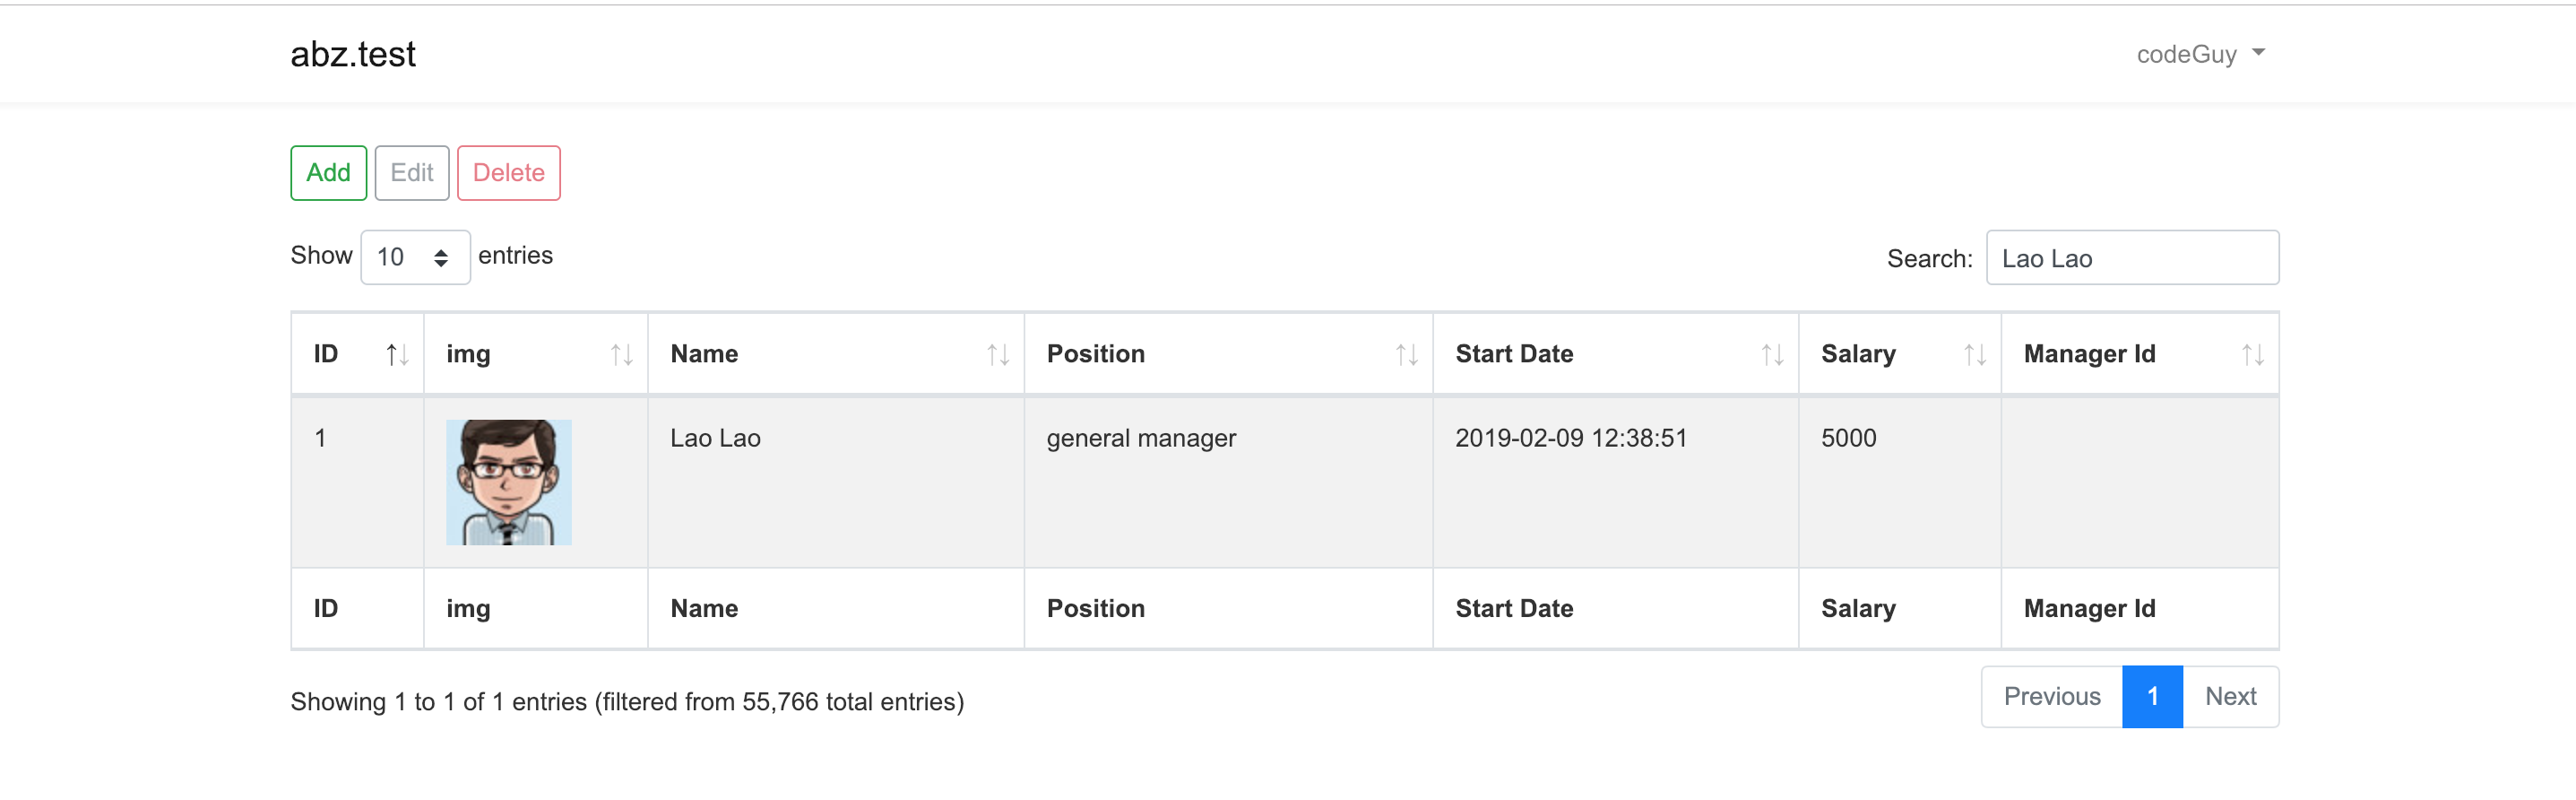 abz.test codeGuy
Add Edit Delete
Show 10 entries Search: Lao Lao
ID img Name Position Start Date Salary Manager Id
1 Lao Lao general manager 2019-02-09 12:38:51 5000
ID img Name Position Start Date Salary Manager Id
Showing 1 to 1 of 1 entries (filtered from 55,766 total entries) Previous 1 Next